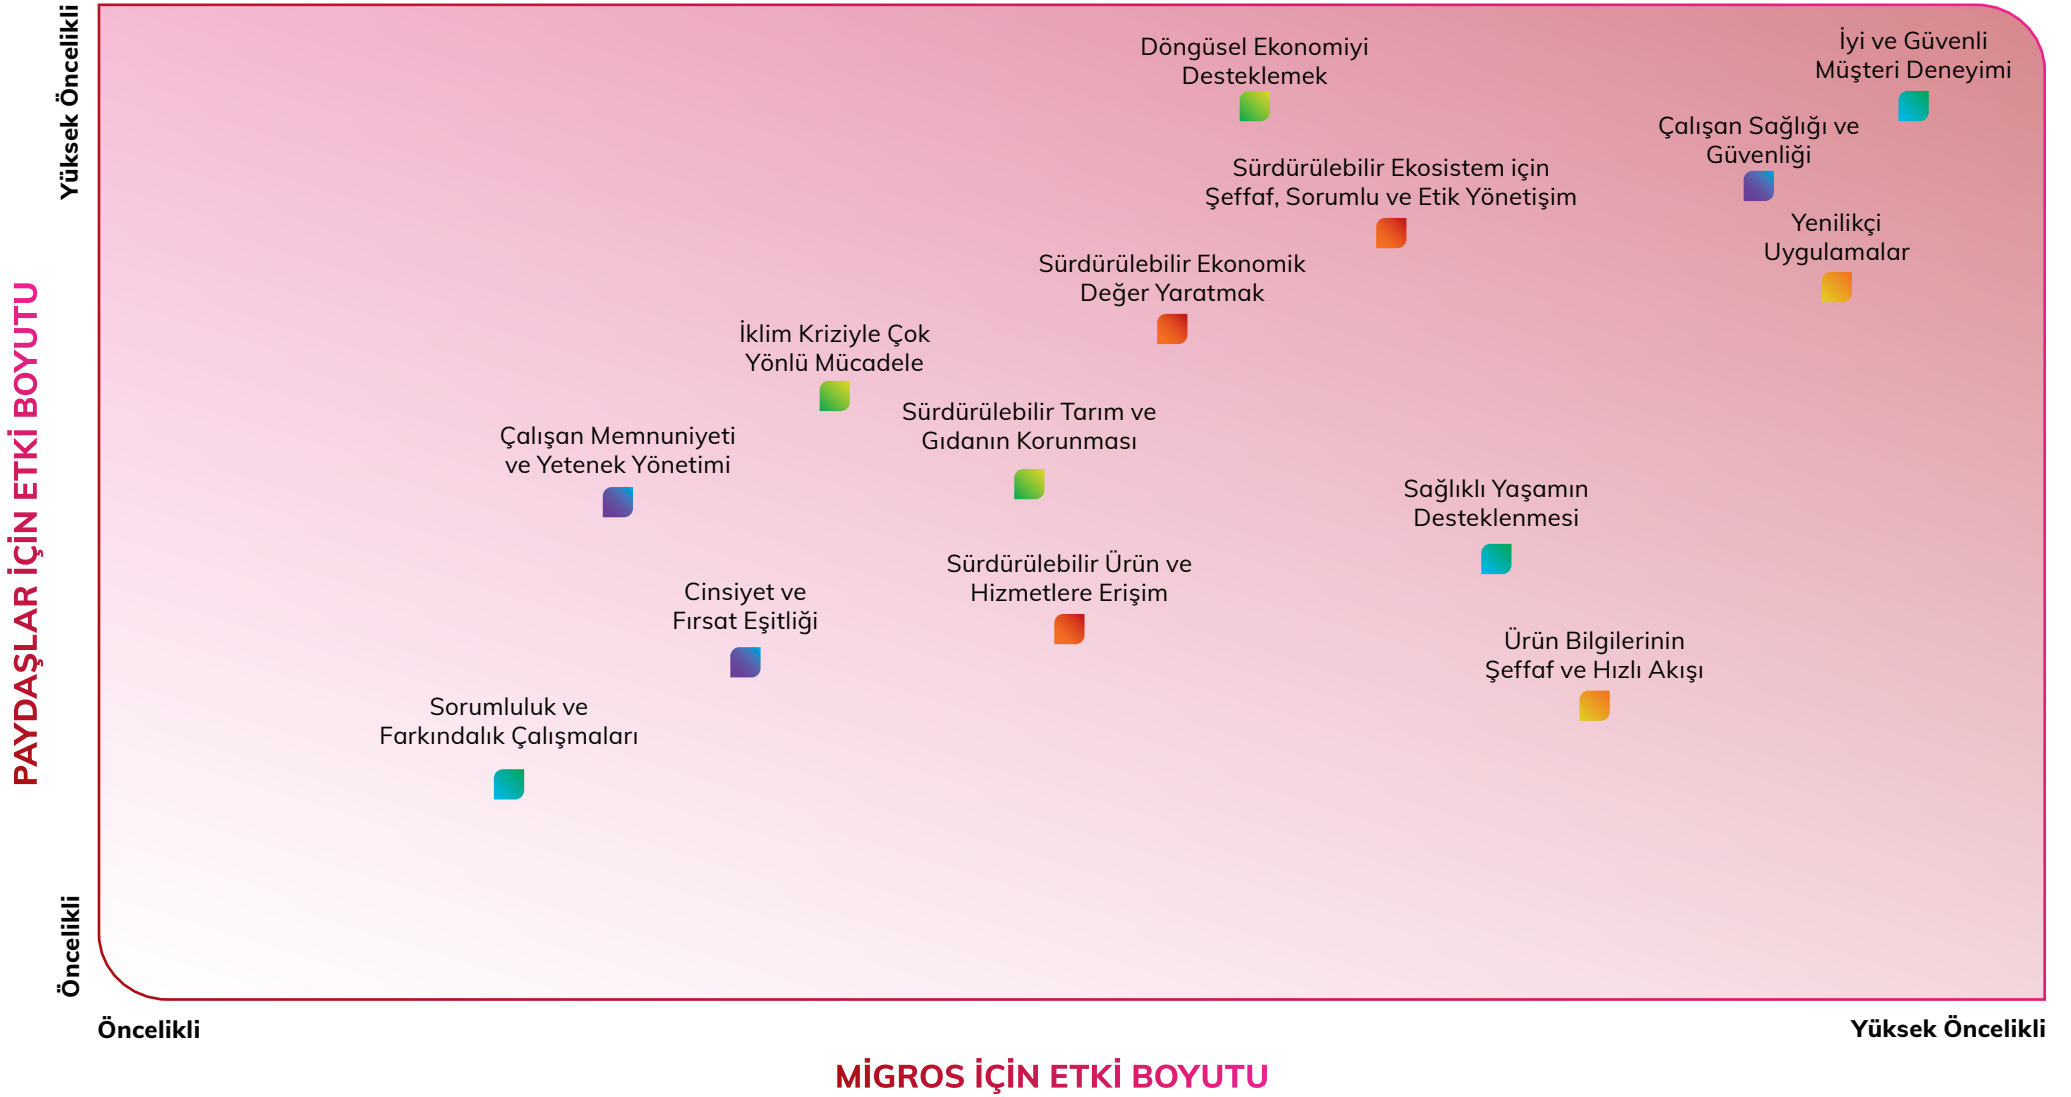 Yüksek Öncelikli
PAYDAŞLAR İÇİN ETKİ BOYUTU
Öncelikli
Döngüsel Ekonomiyi
Desteklemek
İyi ve Güvenli
Müşteri Deneyimi
Çalışan Sağlığı ve
Güvenliği
Sürdürülebilir Ekosistem için
Şeffaf, Sorumlu ve Etik Yönetişim
Yenilikçi
Uygulamalar
Sürdürülebilir Ekonomik
Değer Yaratmak
İklim Kriziyle Çok
Yönlü Mücadele
Sürdürülebilir Tarım ve
Gıdanın Korunması
Çalışan Memnuniyeti
ve Yetenek Yönetimi
Sağlıklı Yaşamın
Desteklenmesi
Sürdürülebilir Ürün ve
Hizmetlere Erişim
Cinsiyet ve
Fırsat Eşitliği
Ürün Bilgilerinin
Şeffaf ve Hızlı Akışı
Sorumluluk ve
Farkındalık Çalışmaları
Öncelikli
Yüksek Öncelikli
MİGROS İÇİN ETKİ BOYUTU